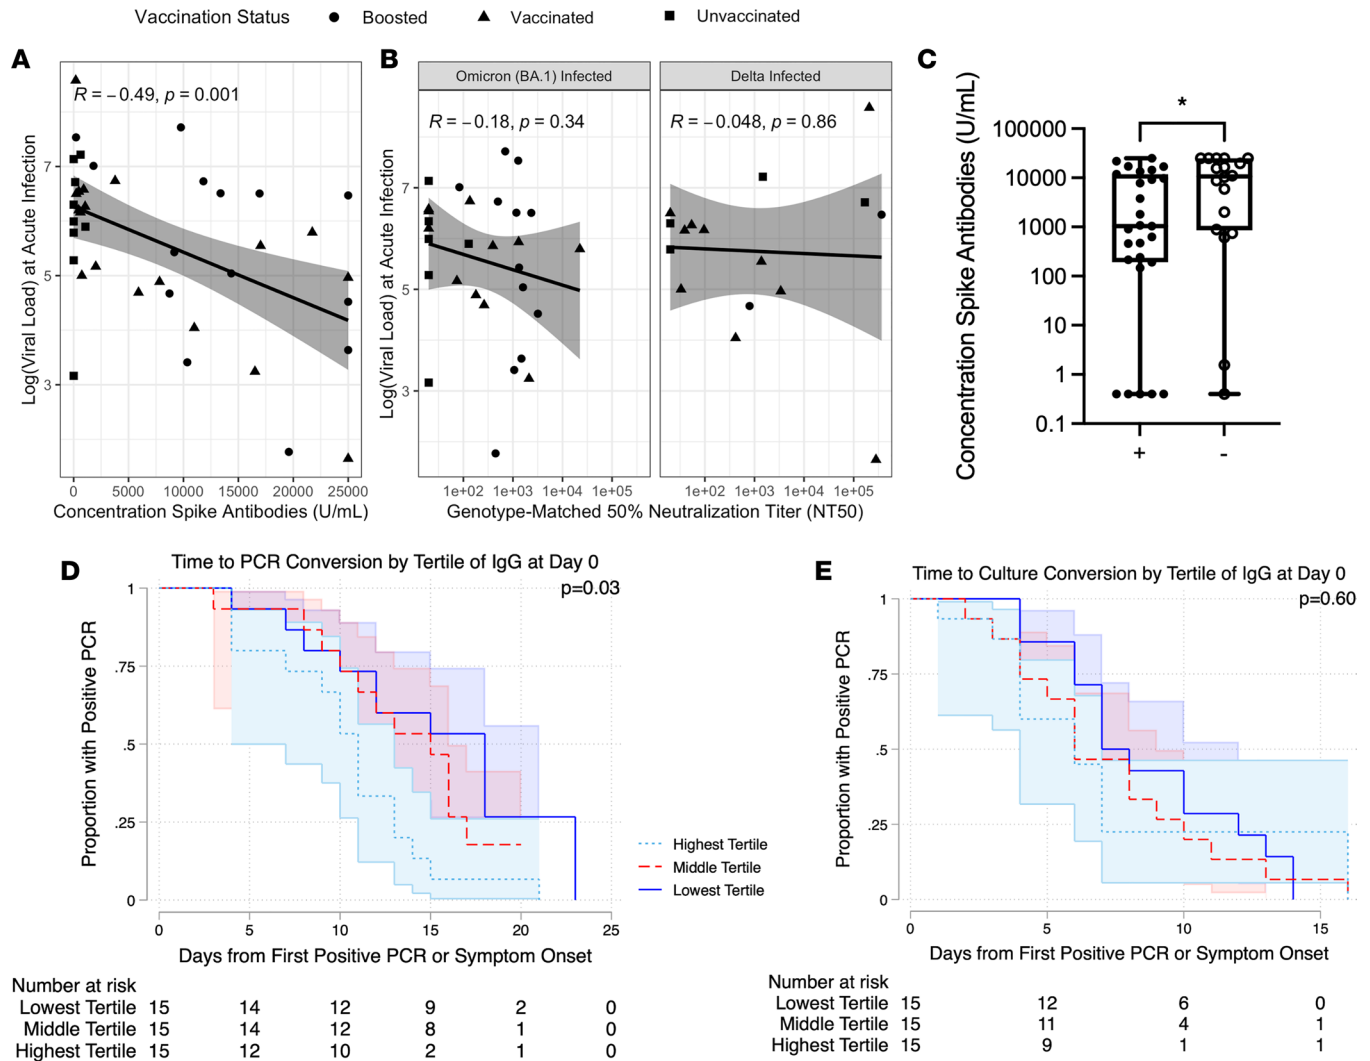 Vaccination Status Boosted Vaccinated Unvaccinated
A
R = −0.49, p = 0.001
Log(Viral Load) at Acute Infection
7
5
3
0 5000 10000 15000 20000 25000
Concentration Spike Antibodies (U/mL)
B
Omicron (BA.1) Infected Delta Infected
R = −0.18, p = 0.34 R = −0.048, p = 0.86
Log(Viral Load) at Acute Infection
7
5
3
1e+02 1e+03 1e+04 1e+05 1e+02 1e+03 1e+04 1e+05
Genotype-Matched 50% Neutralization Titer (NT50)
C
*
Concentration Spike Antibodies (U/mL)
100000
10000
1000
100
10
1
0.1
+ -
D
Time to PCR Conversion by Tertile of IgG at Day 0
p=0.03
Proportion with Positive PCR
1
.75
.5
.25
0
0 5 10 15 20 25
Days from First Positive PCR or Symptom Onset
Highest Tertile
Middle Tertile
Lowest Tertile
Number at risk
Lowest Tertile 15 14 12 9 2 0
Middle Tertile 15 14 12 8 1 0
Highest Tertile 15 12 10 2 1 0
E
Time to Culture Conversion by Tertile of IgG at Day 0
p=0.60
Proportion with Positive PCR
1
.75
.5
.25
0
0 5 10 15
Days from First Positive PCR or Symptom Onset
Number at risk
Lowest Tertile 15 12 6 0
Middle Tertile 15 11 4 1
Highest Tertile 15 9 1 1